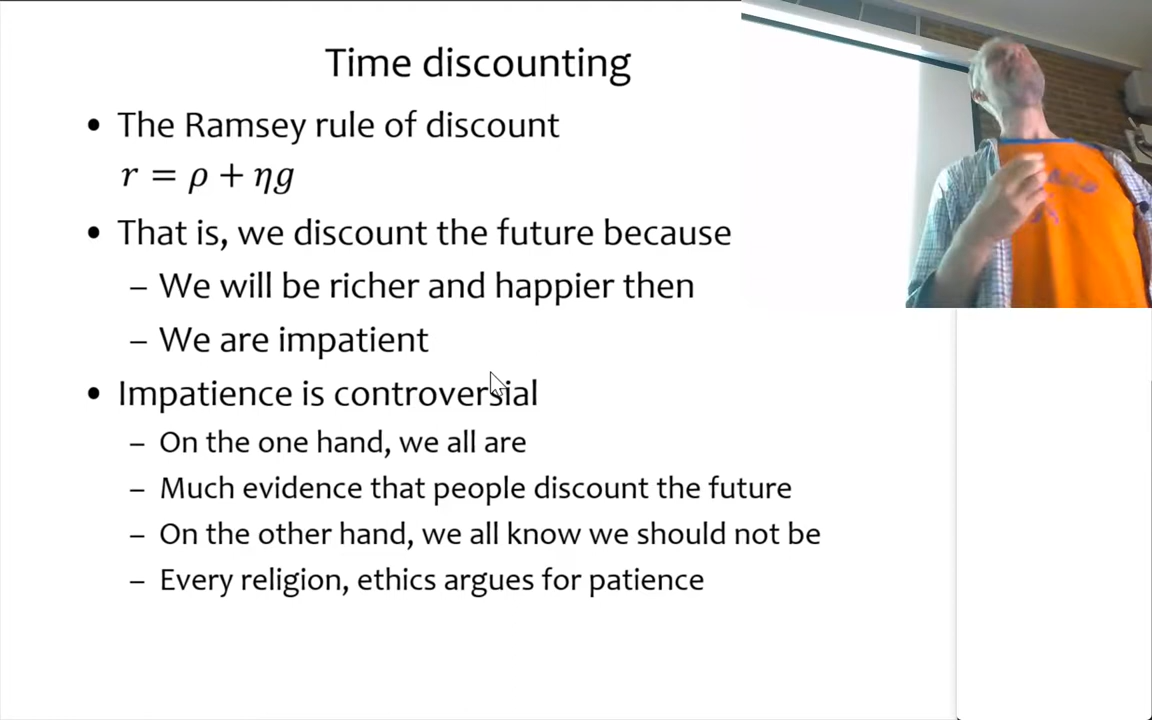 Time discounting
• The Ramsey rule of discount
r = ρ + ηg
• That is, we discount the future because
– We will be richer and happier then
– We are impatient
• Impatience is controversial
– On the one hand, we all are
– Much evidence that people discount the future
– On the other hand, we all know we should not be
– Every religion, ethics argues for patience